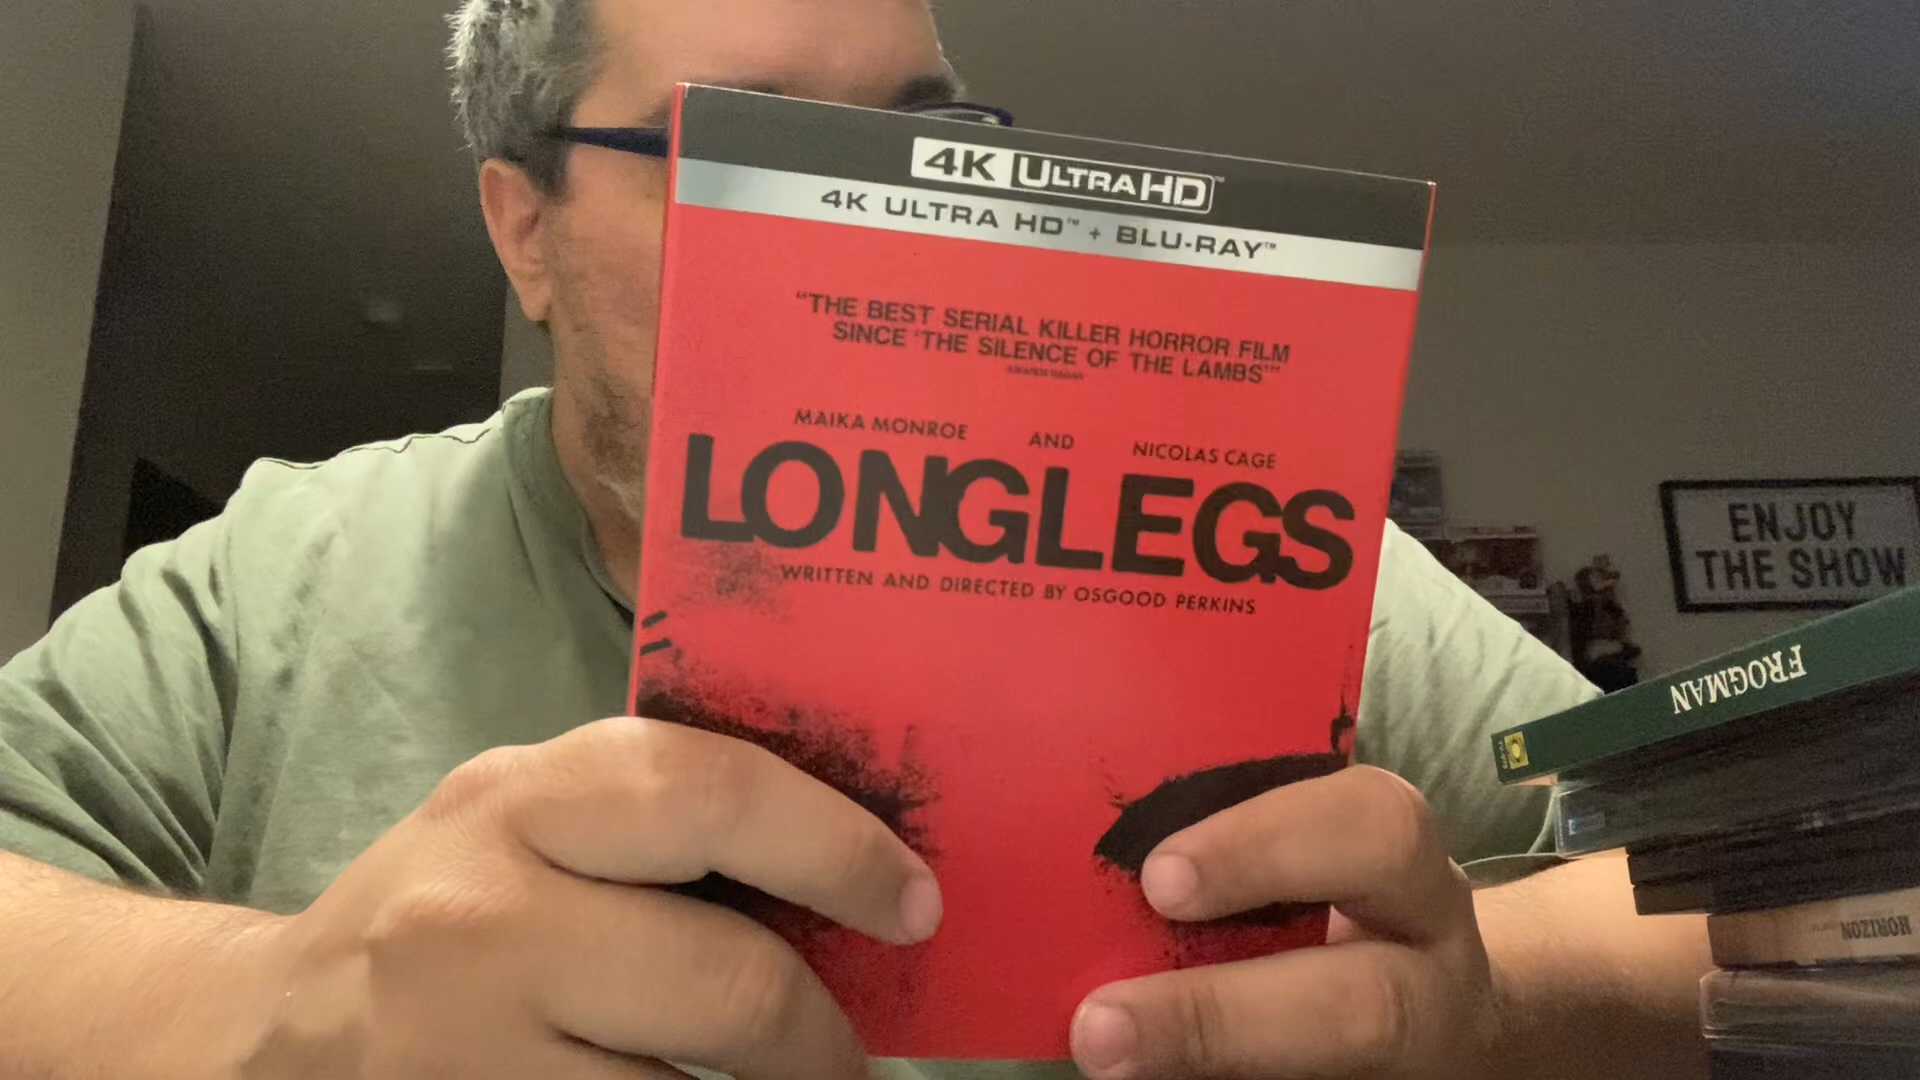 4K ULTRA HD™
4K ULTRA HD™ + BLU-RAY™
"THE BEST SERIAL KILLER HORROR FILM
SINCE 'THE SILENCE OF THE LAMBS'"
MAIKA MONROE AND NICOLAS CAGE
LONGLEGS
WRITTEN AND DIRECTED BY OSGOOD PERKINS
ENJOY
THE SHOW
FROGMAN
HORIZON